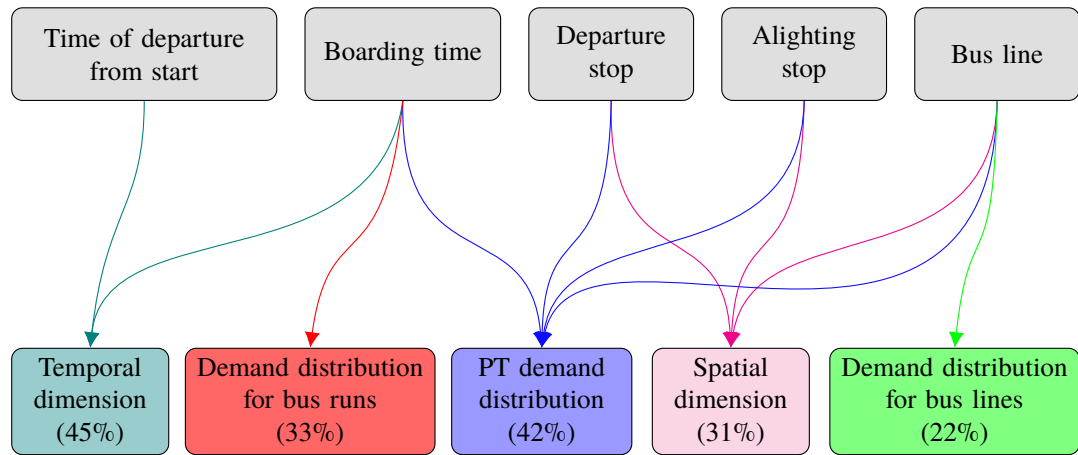 Time of departure
from start
Boarding time
Departure
stop
Alighting
stop
Bus line
Temporal
dimension
(45%)
Demand distribution
for bus runs
(33%)
PT demand
distribution
(42%)
Spatial
dimension
(31%)
Demand distribution
for bus lines
(22%)